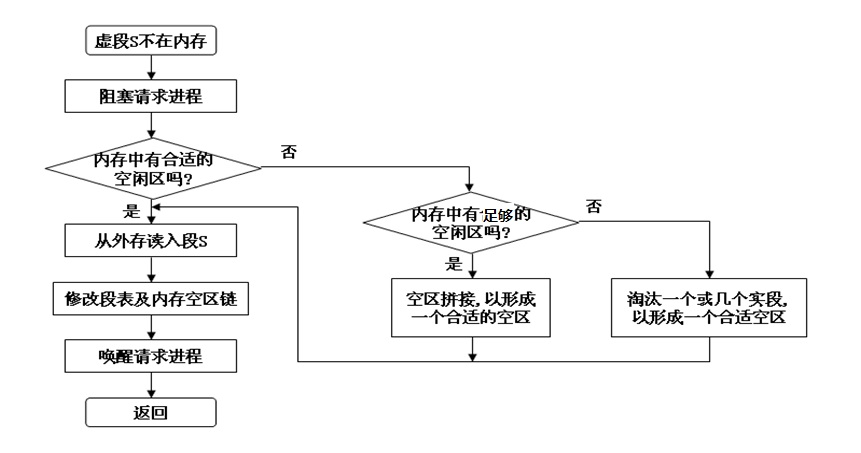 虚段S不在内存
阻塞请求进程
内存中有合适的
空闲区吗?
否
是
从外存读入段S
修改段表及内存空区链
唤醒请求进程
返回
内存中有足够的
空闲区吗?
否
是
空区拼接,以形成
一个合适的空区
淘汰一个或几个实段,
以形成一个合适空区